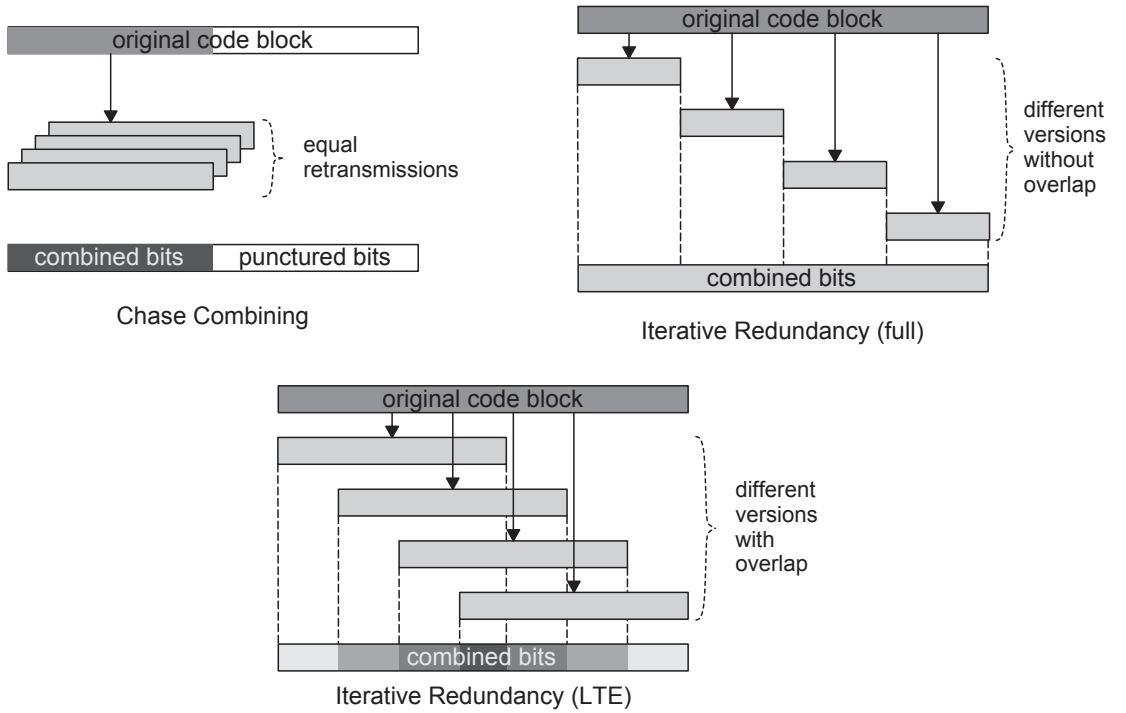 original code block
equal
retransmissions
combined bits
punctured bits
Chase Combining
original code block
different
versions
without
overlap
combined bits
Iterative Redundancy (full)
original code block
different
versions
with
overlap
combined bits
Iterative Redundancy (LTE)